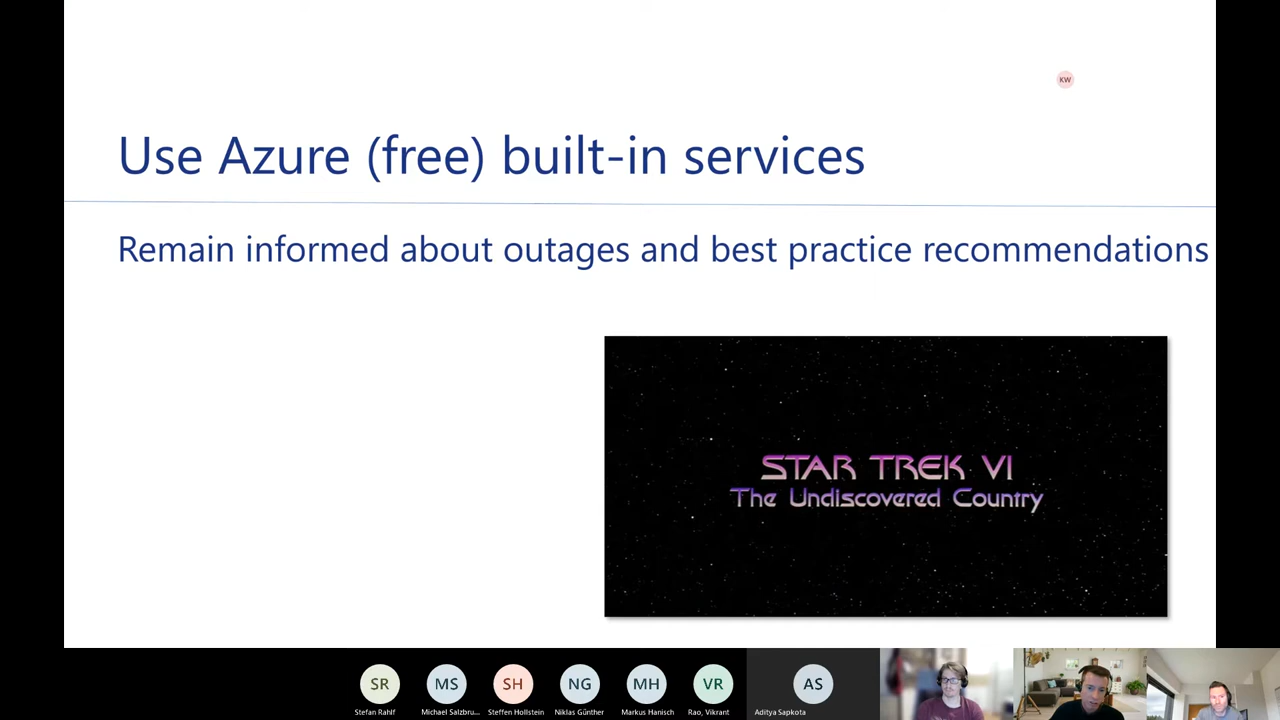 KW
Use Azure (free) built-in services
Remain informed about outages and best practice recommendations
STAR TREK VI
The Undiscovered Country
SR
MS
SH
NG
MH
VR
AS
Stefan Rahlf
Michael Salzbru...
Steffen Hollstein
Niklas Günther
Markus Hanisch
Rao, Vikrant
Aditya Sapkota